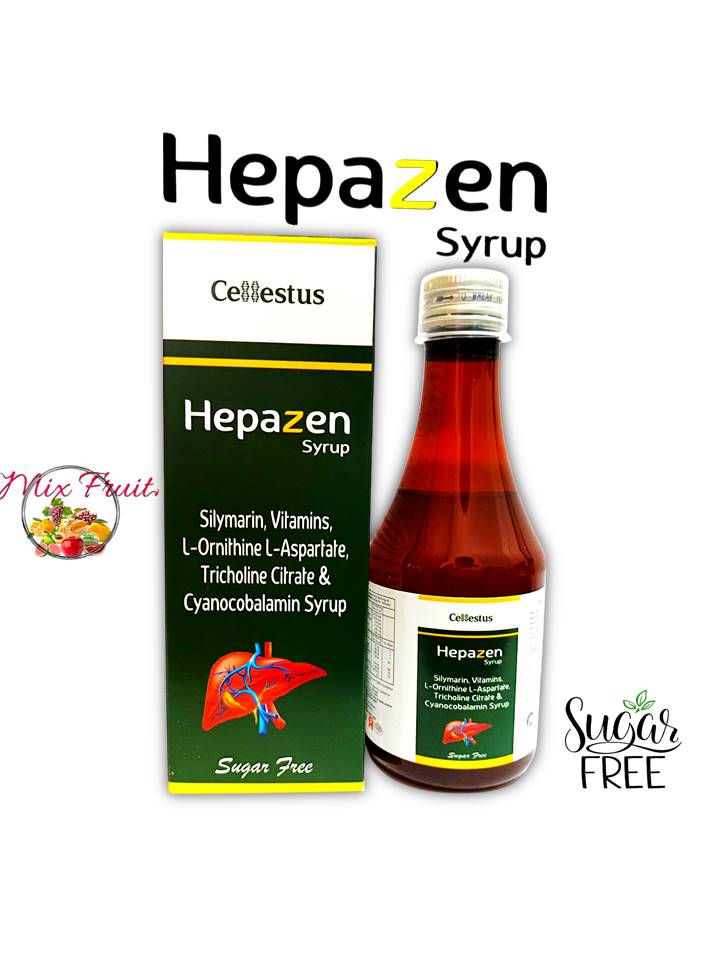 Hepazen
Syrup
Cellestus
Hepazen
Syrup
Silymarin, Vitamins,
L-Ornithine L-Aspartate,
Tricholine Citrate &
Cyanocobalamin Syrup
Sugar Free
Mix Fruit
Cellestus
Hepazen
Syrup
Silymarin, Vitamins,
L-Ornithine L-Aspartate,
Tricholine Citrate &
Cyanocobalamin Syrup
Sugar Free
Sugar
FREE